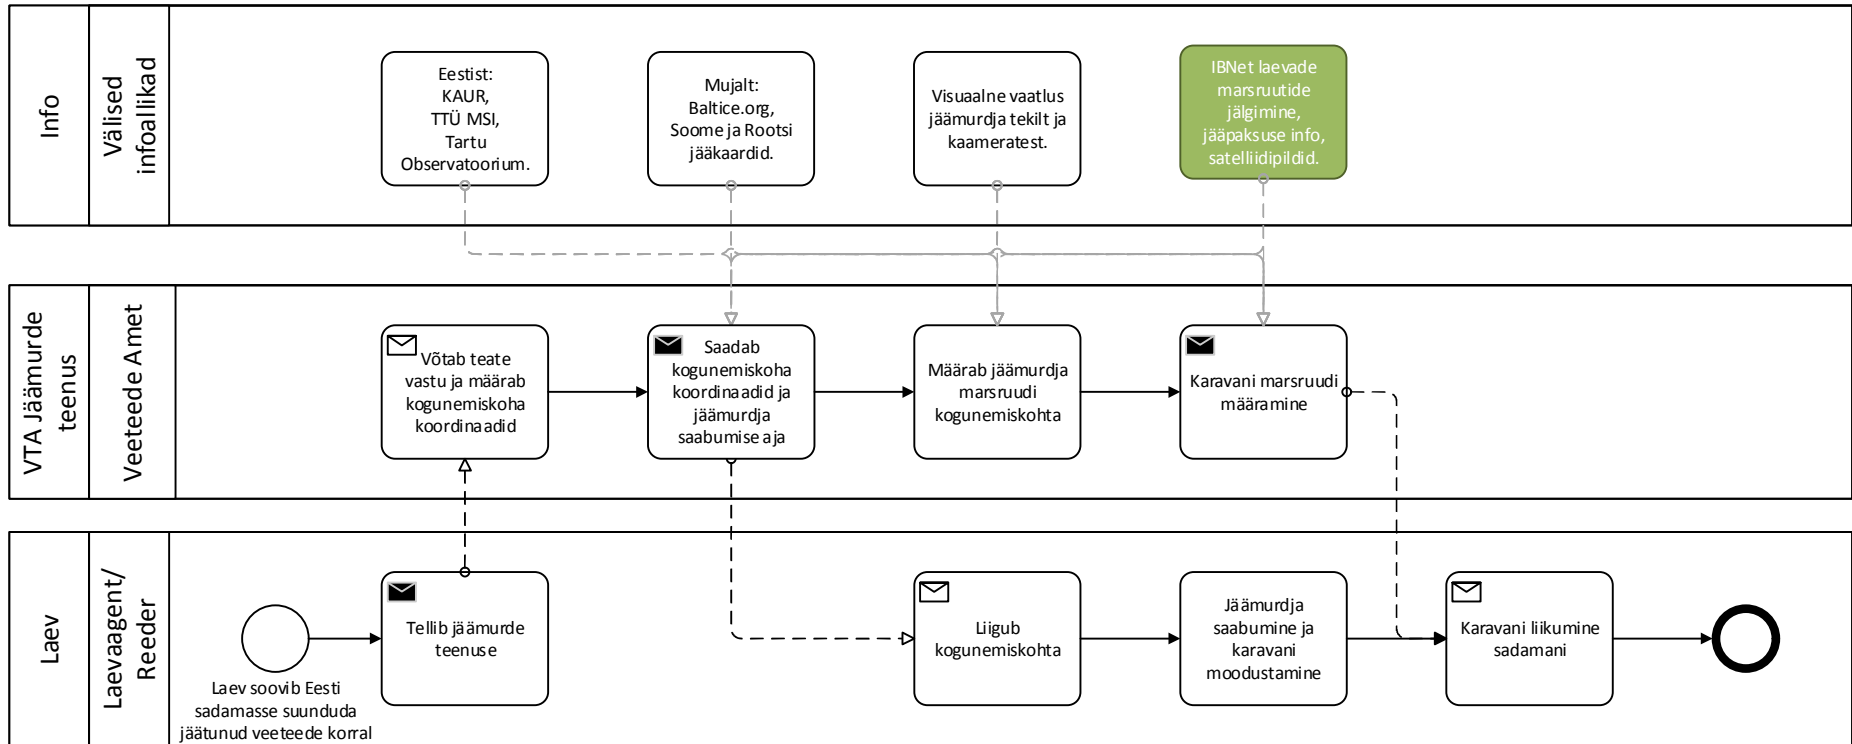 Info
Välised
infoallikad
Eestist:
KAUR,
TTÜ MSI,
Tartu
Observatoorium.
Mujalt:
Baltice.org,
Soome ja Rootsi
jääkaardid.
Visuaalne vaatlus
jäämurdja tekilt ja
kaameratest.
IBNet laevade
marsruutide
jälgimine,
jääpaksuse info,
satelliidipildid.
VTA Jäämurde
teenus
Veeteede Amet
Võtab teate
vastu ja määrab
kogunemiskoha
koordinaadid
Saadab
kogunemiskoha
koordinaadid ja
jäämurdja
saabumise aja
Määrab jäämurdja
marsruudi
kogunemiskohta
Karavani marsruudi
määramine
Laev
Laevaagent/
Reeder
Laev soovib Eesti
sadamasse suunduda
jäätunud veeteede korral
Tellib jäämurde
teenuse
Liigub
kogunemiskohta
Jäämurdja
saabumine ja
karavani
moodustamine
Karavani liikumine
sadamani